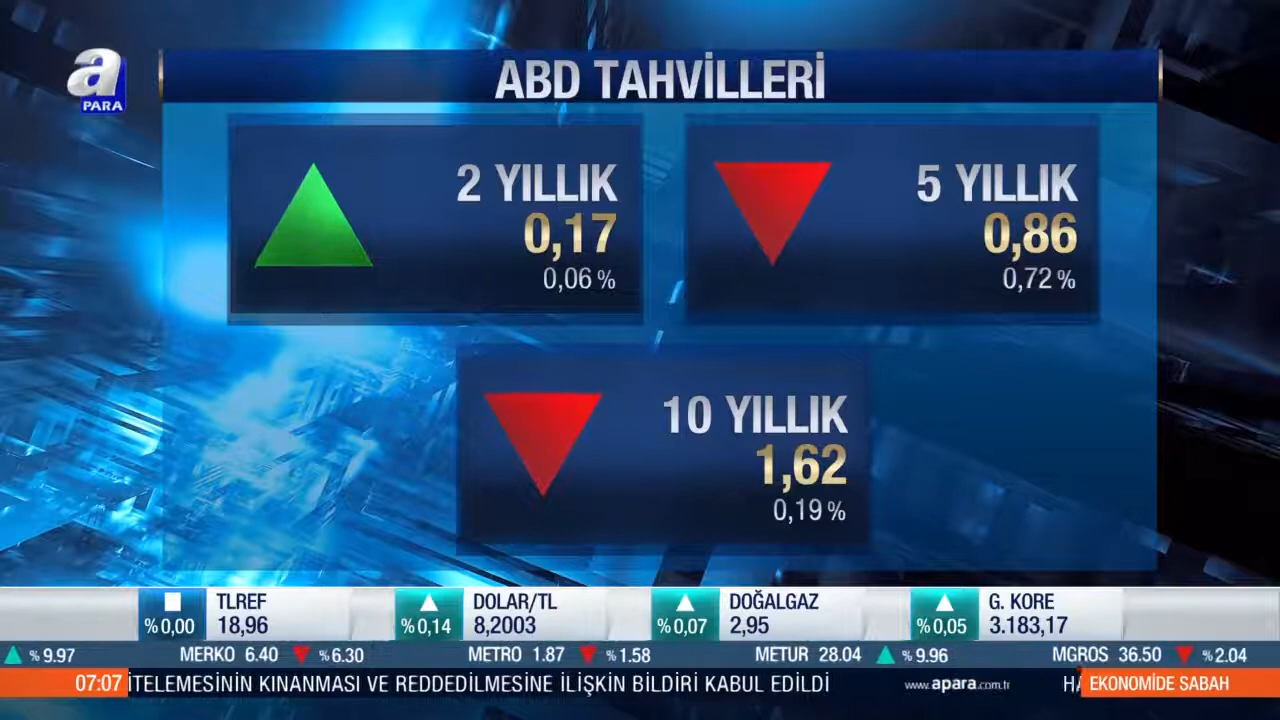 a
PARA
ABD TAHVİLLERİ
2 YILLIK
0,17
0,06 %
5 YILLIK
0,86
0,72 %
10 YILLIK
1,62
0,19 %
% 0,00 TLREF 18,96
% 0,14 DOLAR/TL 8,2003
% 0,07 DOĞALGAZ 2,95
% 0,05 G. KORE 3.183,17
% 9.97 MERKO 6.40 % 6.30 METRO 1.87 % 1.58 METUR 28.04 % 9.96 MGROS 36.50 % 2.04
07:07 İTELEMESİNİN KINANMASI VE REDDEDİLMESİNE İLİŞKİN BİLDİRİ KABUL EDİLDİ www.apara.com.tr EKONOMİDE SABAH